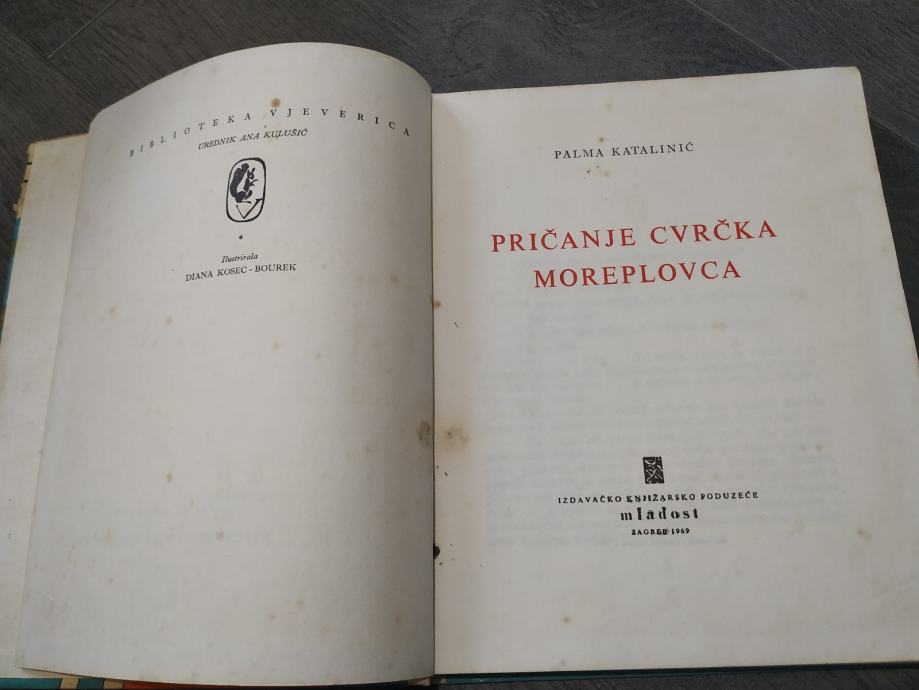 BIBLIOTEKA VJEVERICA
UREDNIK ANA KULUŠIĆ
*
Ilustrirala
DIANA KOSEC - BOUREK
PALMA KATALINIĆ
PRIČANJE CVRČKA
MOREPLOVCA
IZDAVAČKO KNJIŽARSKO PODUZEĆE
mladost
ZAGREB 1969